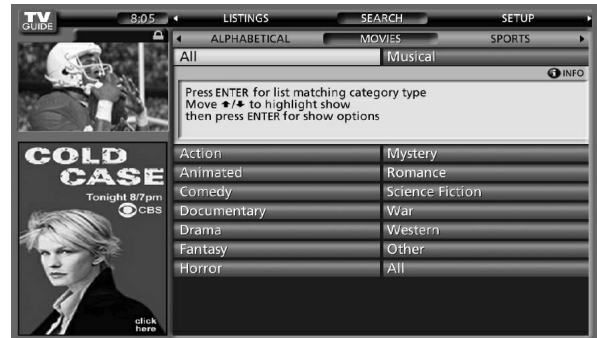 TV
GUIDE
8:05
LISTINGS SEARCH SETUP
ALPHABETICAL MOVIES SPORTS
All Musical
INFO
Press ENTER for list matching category type
Move ↑/↓ to highlight show
then press ENTER for show options
COLD
CASE
Tonight 8/7pm
CBS
click
here
Action Mystery
Animated Romance
Comedy Science Fiction
Documentary War
Drama Western
Fantasy Other
Horror All